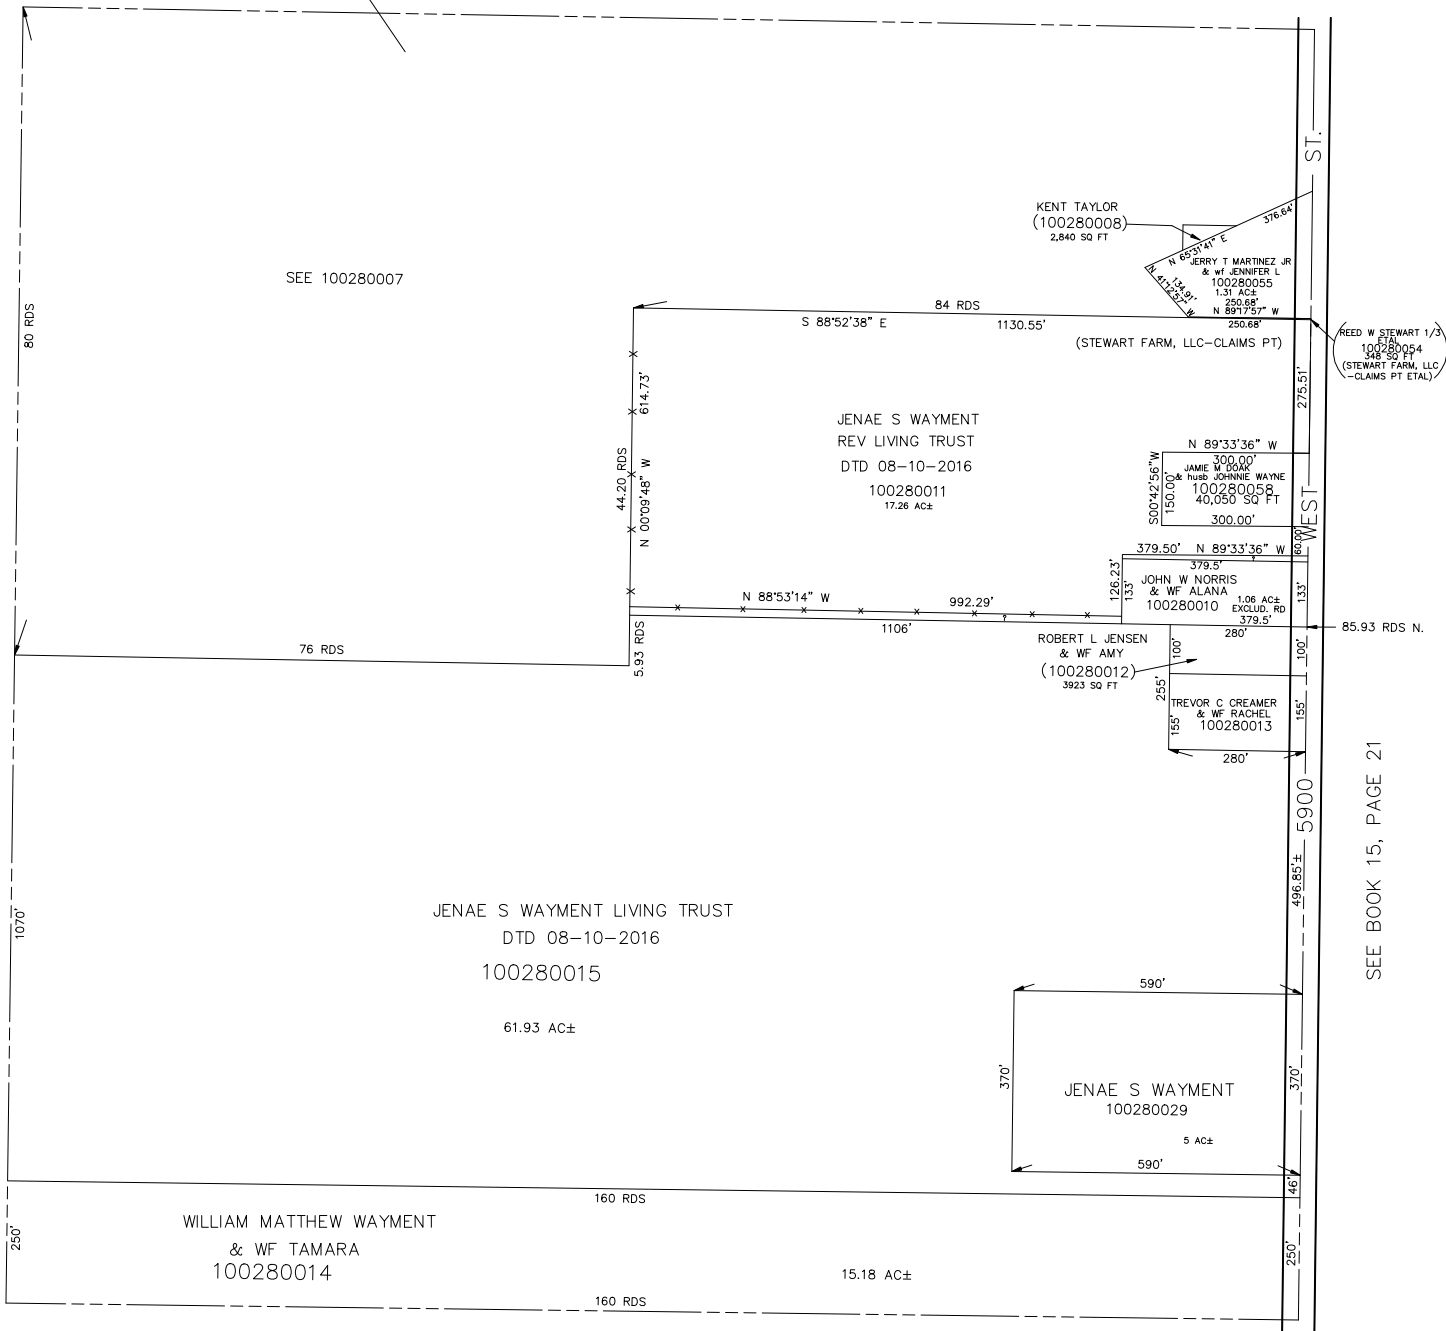 ST.
KENT TAYLOR
(100280008)
2,840 SQ FT
376.64'
N 65°31'41" E
JERRY T MARTINEZ JR
& wf JENNIFER L
100280055
1.31 AC±
250.68'
N 89°17'57" W
250.68'
134.91'
N 41°12'57" W
SEE 100280007
80 RDS
84 RDS
S 88°52'38" E
1130.55'
(STEWART FARM, LLC-CLAIMS PT)
REED W STEWART 1/3
ETAL
100280054
348 SQ FT
(STEWART FARM, LLC
-CLAIMS PT ETAL)
275.51'
614.73'
44.20 RDS
N 00°09'48" W
JENAE S WAYMENT
REV LIVING TRUST
DTD 08-10-2016
100280011
17.26 AC±
N 89°33'36" W
300.00'
JAMIE M DOAK
& husb JOHNNIE WAYNE
100280058
40,050 SQ FT
300.00'
S00°42'56"W
150.00'
WEST
60.00'
379.50'
N 89°33'36" W
379.5'
126.23'
133'
JOHN W NORRIS
& WF ALANA
100280010
1.06 AC±
EXCLUD. RD
379.5'
133'
N 88°53'14" W
992.29'
1106'
5.93 RDS
76 RDS
280'
85.93 RDS N.
ROBERT L JENSEN
& WF AMY
(100280012)
3923 SQ FT
100'
100'
255'
TREVOR C CREAMER
& WF RACHEL
100280013
155'
155'
280'
5900
SEE BOOK 15, PAGE 21
496.85'±
1070'
JENAE S WAYMENT LIVING TRUST
DTD 08-10-2016
100280015
61.93 AC±
590'
370'
370'
JENAE S WAYMENT
100280029
5 AC±
590'
46'
160 RDS
WILLIAM MATTHEW WAYMENT
& WF TAMARA
100280014
15.18 AC±
250'
250'
160 RDS